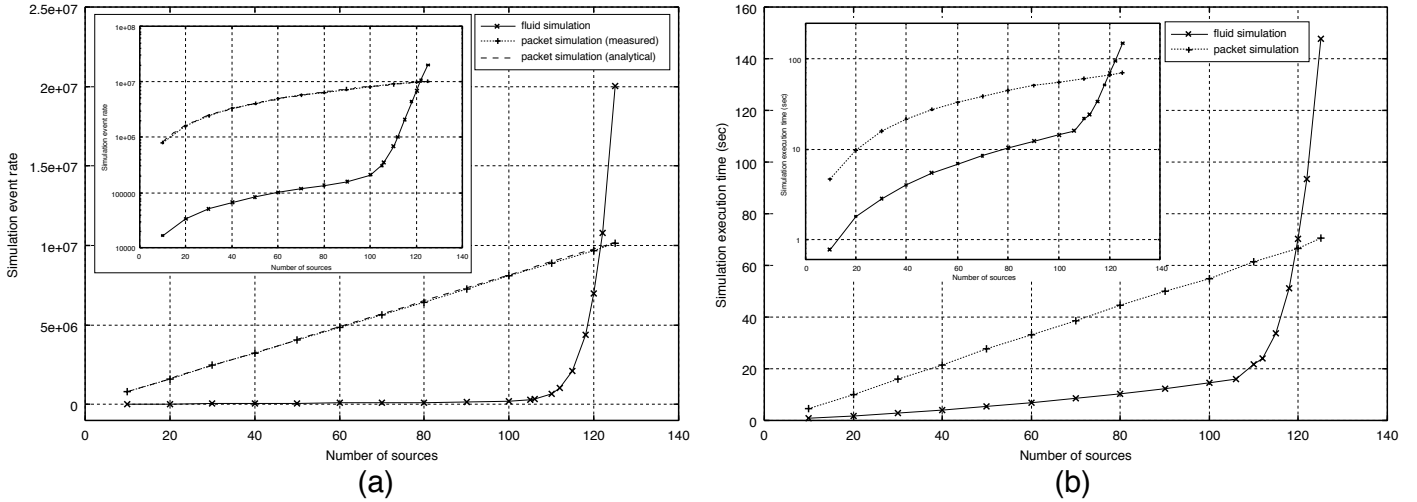 2.5e+07
2e+07
1.5e+07
1e+07
5e+06
0
Simulation event rate
0 20 40 60 80 100 120 140
Number of sources
fluid simulation
packet simulation (measured)
packet simulation (analytical)
1e+08
1e+07
1e+06
100000
10000
Simulation event rate
0 20 40 60 80 100 120 140
Number of sources
(a)
160
140
120
100
80
60
40
20
0
Simulation execution time (sec)
0 20 40 60 80 100 120 140
Number of sources
fluid simulation
packet simulation
100
10
1
Simulation execution time (sec)
0 20 40 60 80 100 120 140
Number of sources
(b)